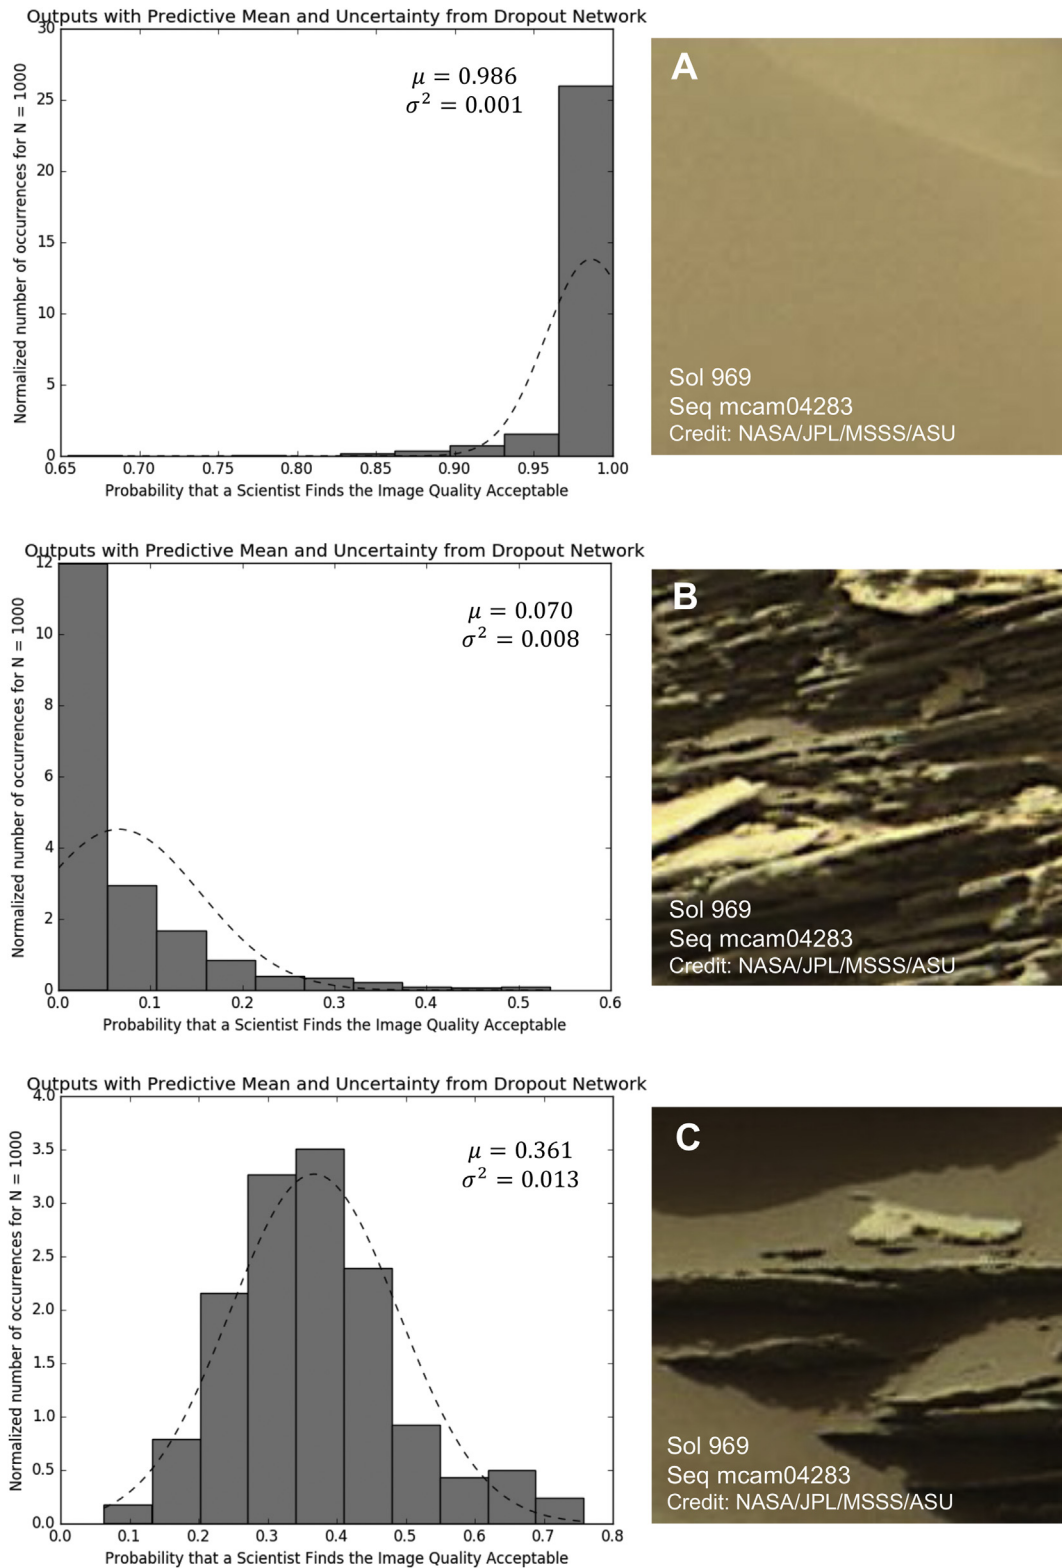 Outputs with Predictive Mean and Uncertainty from Dropout Network
30
25
20
15
10
5
0
Normalized number of occurrences for N = 1000
μ = 0.986
σ² = 0.001
0.65 0.70 0.75 0.80 0.85 0.90 0.95 1.00
Probability that a Scientist Finds the Image Quality Acceptable
A
Sol 969
Seq mcam04283
Credit: NASA/JPL/MSSS/ASU
Outputs with Predictive Mean and Uncertainty from Dropout Network
12
10
8
6
4
2
0
Normalized number of occurrences for N = 1000
μ = 0.070
σ² = 0.008
0.0 0.1 0.2 0.3 0.4 0.5 0.6
Probability that a Scientist Finds the Image Quality Acceptable
B
Sol 969
Seq mcam04283
Credit: NASA/JPL/MSSS/ASU
Outputs with Predictive Mean and Uncertainty from Dropout Network
4.0
3.5
3.0
2.5
2.0
1.5
1.0
0.5
0.0
Normalized number of occurrences for N = 1000
μ = 0.361
σ² = 0.013
0.0 0.1 0.2 0.3 0.4 0.5 0.6 0.7 0.8
Probability that a Scientist Finds the Image Quality Acceptable
C
Sol 969
Seq mcam04283
Credit: NASA/JPL/MSSS/ASU